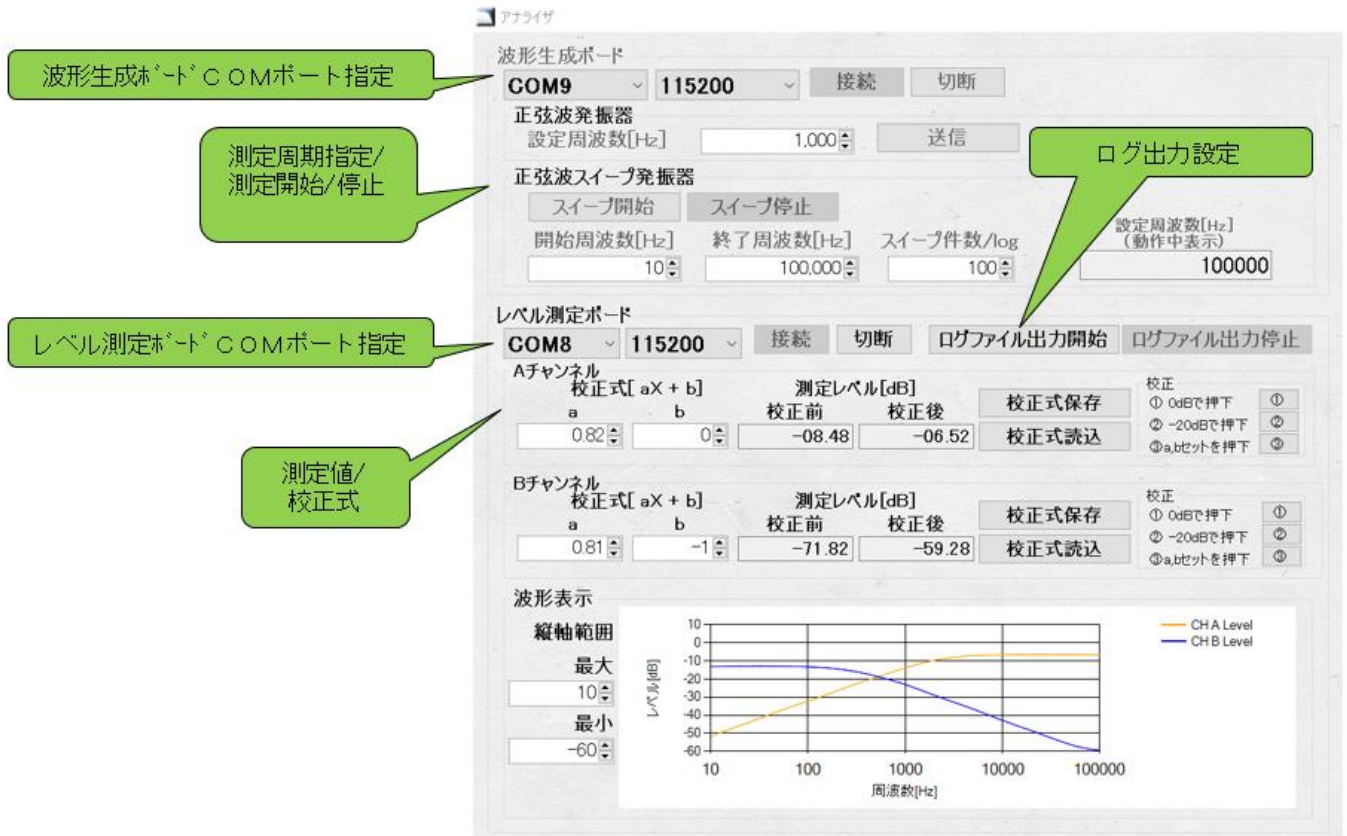 アナライザ
波形生成ボード
波形生成ﾎﾞｰﾄﾞCOMポート指定
COM9 115200 接続 切断
正弦波発振器
設定周波数[Hz] 1,000 送信
ログ出力設定
測定周期指定/
測定開始/停止
正弦波スイープ発振器
スイープ開始 スイープ停止
開始周波数[Hz] 終了周波数[Hz] スイープ件数/log
設定周波数[Hz]
(動作中表示)
10 100,000 100 100000
レベル測定ボード
レベル測定ﾎﾞｰﾄﾞCOMポート指定
COM8 115200 接続 切断 ログファイル出力開始 ログファイル出力停止
Aチャンネル
校正式[ aX + b] 測定レベル[dB]
a b 校正前 校正後
0.82 0 -08.48 -06.52
校正式保存
校正式読込
校正
① 0dBで押下 ①
② -20dBで押下 ②
③a,bセットを押下 ③
測定値/
校正式
Bチャンネル
校正式[ aX + b] 測定レベル[dB]
a b 校正前 校正後
0.81 -1 -71.82 -59.28
校正式保存
校正式読込
校正
① 0dBで押下 ①
② -20dBで押下 ②
③a,bセットを押下 ③
波形表示
縦軸範囲
最大
10
最小
-60
レベル[dB]
10
0
-10
-20
-30
-40
-50
-60
10 100 1000 10000 100000
周波数[Hz]
CH A Level
CH B Level